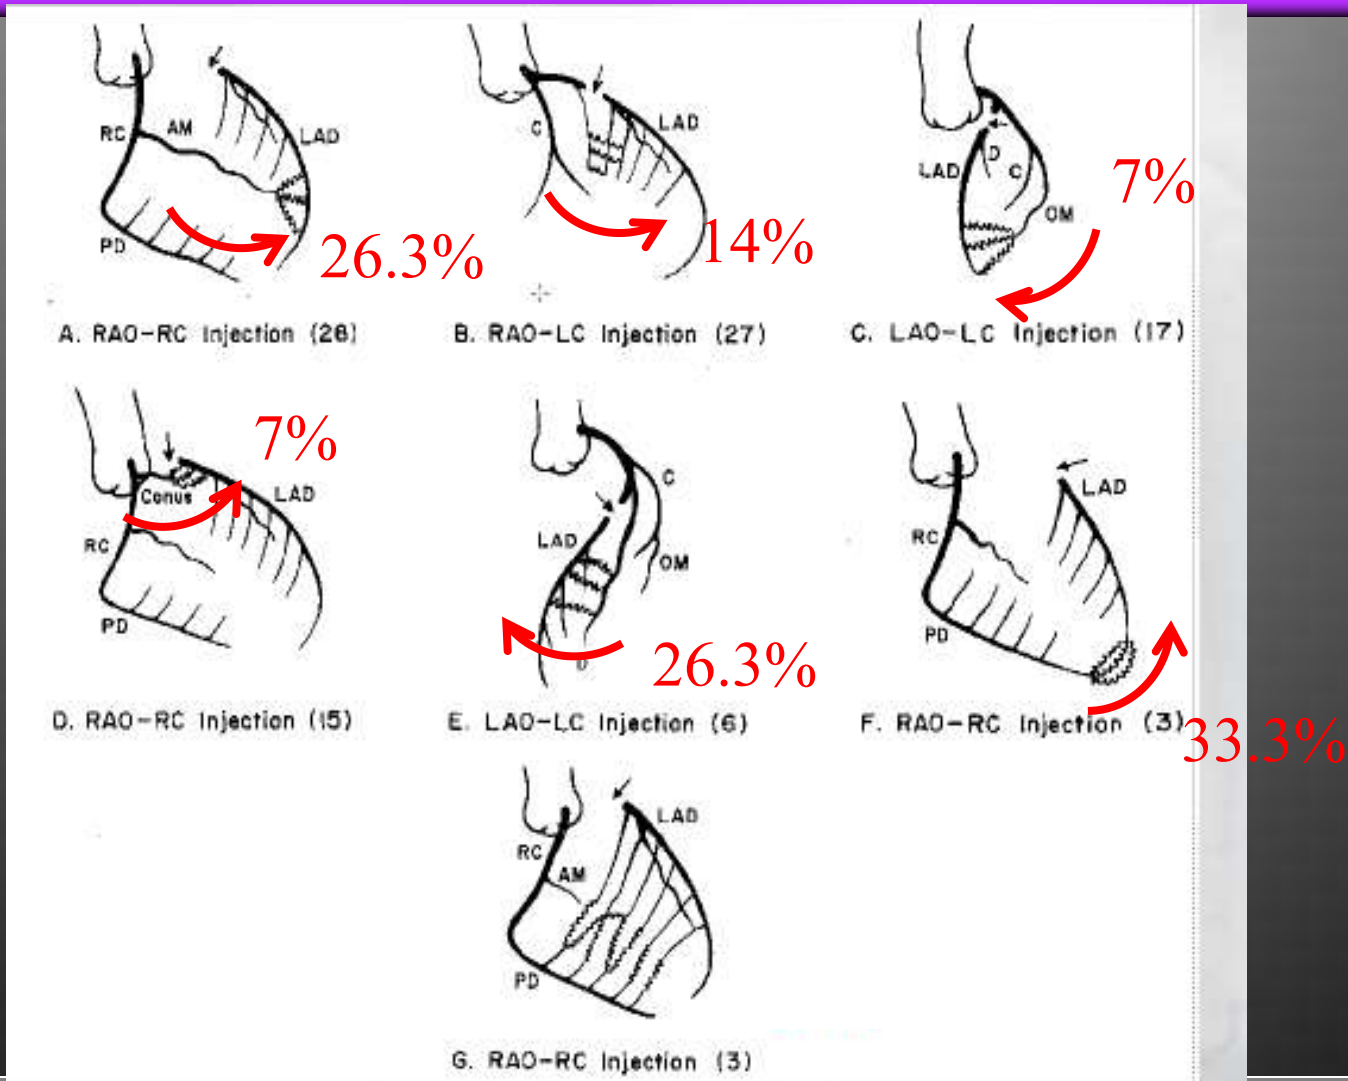 RC
AM
LAD
PD
26.3%
A. RAO-RC Injection (26)
C
LAD
14%
B. RAO-LC Injection (27)
LAD
D
C
OM
7%
C. LAO-LC Injection (17)
7%
Conus
LAD
RC
PD
D. RAO-RC Injection (15)
C
LAD
OM
D
26.3%
E. LAO-LC Injection (6)
LAD
RC
PD
F. RAO-RC Injection (3)
33.3%
LAD
RC
AM
PD
G. RAO-RC Injection (3)